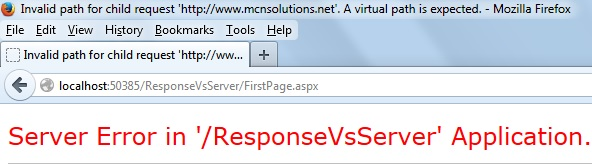 Invalid path for child request 'http://www.mcnsolutions.net'. A virtual path is expected. - Mozilla Firefox
File Edit View History Bookmarks Tools Help
Invalid path for child request 'http://ww...
localhost:50385/ResponseVsServer/FirstPage.aspx
Server Error in '/ResponseVsServer' Application.